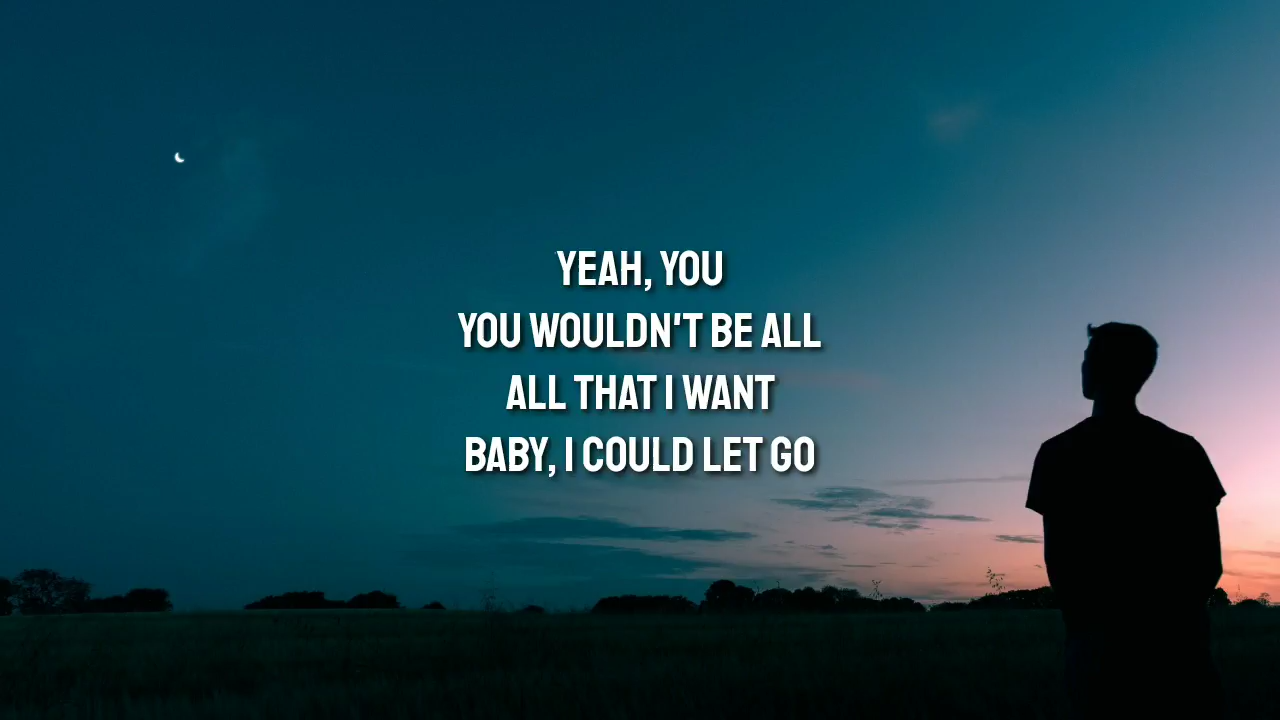 YEAH, YOU
YOU WOULDN'T BE ALL
ALL THAT I WANT
BABY, I COULD LET GO